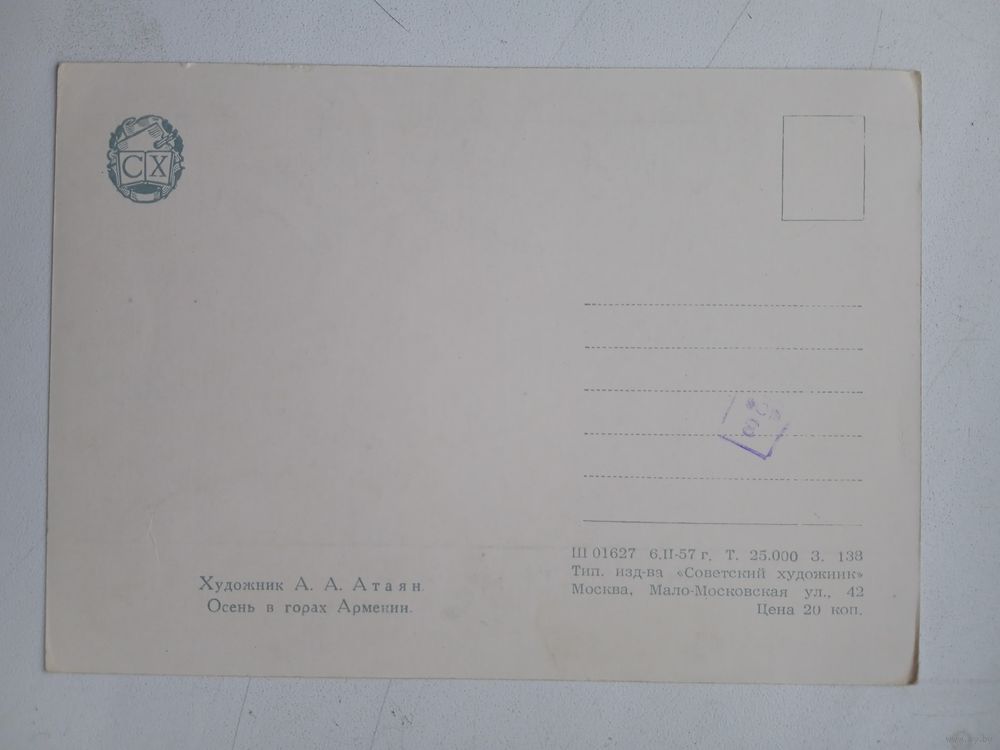 СХ
Художник А. А. Атаян.
Осень в горах Армении.
Ш 01627 6.II-57 г. Т. 25.000 З. 138
Тип. изд-ва «Советский художник»
Москва, Мало-Московская ул., 42
Цена 20 коп.